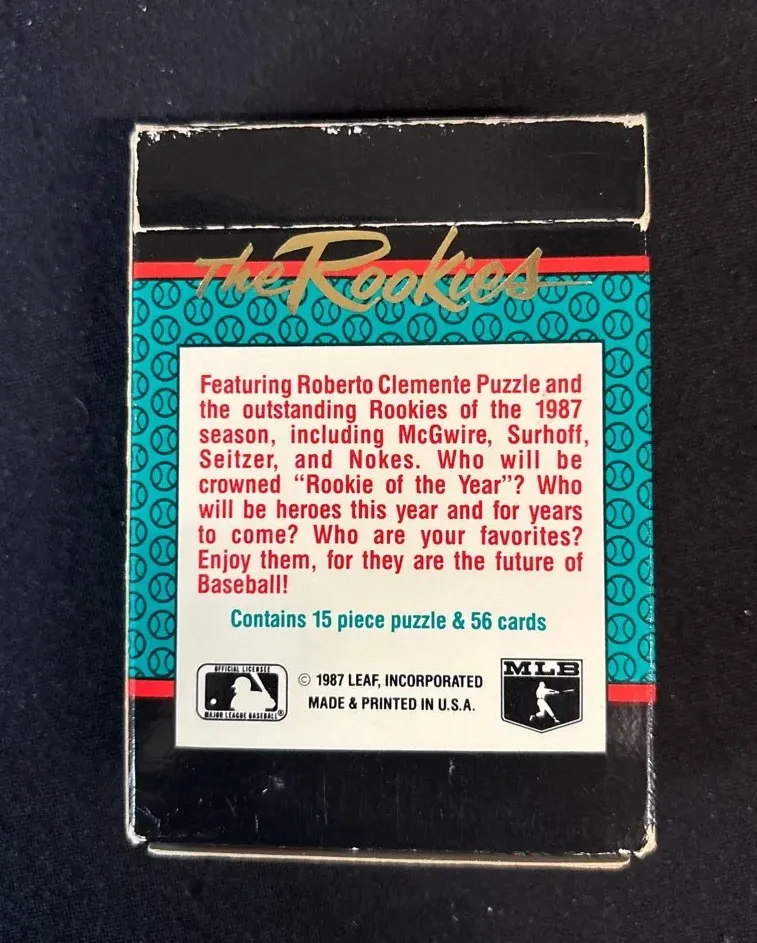 The Rookies
Featuring Roberto Clemente Puzzle and
the outstanding Rookies of the 1987
season, including McGwire, Surhoff,
Seitzer, and Nokes. Who will be
crowned “Rookie of the Year”? Who
will be heroes this year and for years
to come? Who are your favorites?
Enjoy them, for they are the future of
Baseball!
Contains 15 piece puzzle & 56 cards
OFFICIAL LICENSEE
MAJOR LEAGUE BASEBALL®
© 1987 LEAF, INCORPORATED
MADE & PRINTED IN U.S.A.
MLB